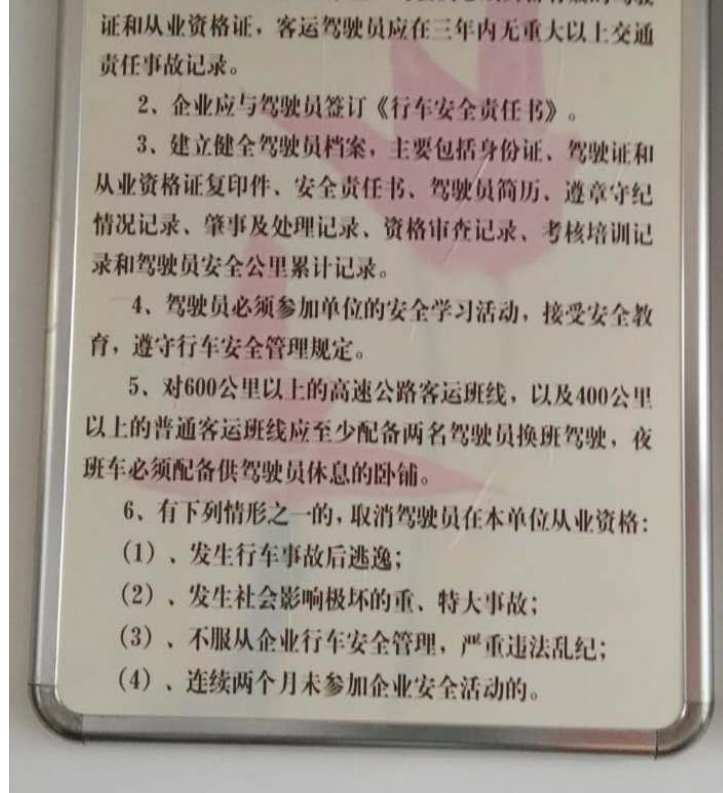 证和从业资格证，客运驾驶员应在三年内无重大以上交通
责任事故记录。
2、企业应与驾驶员签订《行车安全责任书》。
3、建立健全驾驶员档案，主要包括身份证、驾驶证和
从业资格证复印件、安全责任书、驾驶员简历、遵章守纪
情况记录、肇事及处理记录、资格审查记录、考核培训记
录和驾驶员安全公里累计记录。
4、驾驶员必须参加单位的安全学习活动，接受安全教
育，遵守行车安全管理规定。
5、对600公里以上的高速公路客运班线，以及400公里
以上的普通客运班线应至少配备两名驾驶员换班驾驶，夜
班车必须配备供驾驶员休息的卧铺。
6、有下列情形之一的，取消驾驶员在本单位从业资格：
（1）、发生行车事故后逃逸；
（2）、发生社会影响极坏的重、特大事故；
（3）、不服从企业行车安全管理，严重违法乱纪；
（4）、连续两个月未参加企业安全活动的。